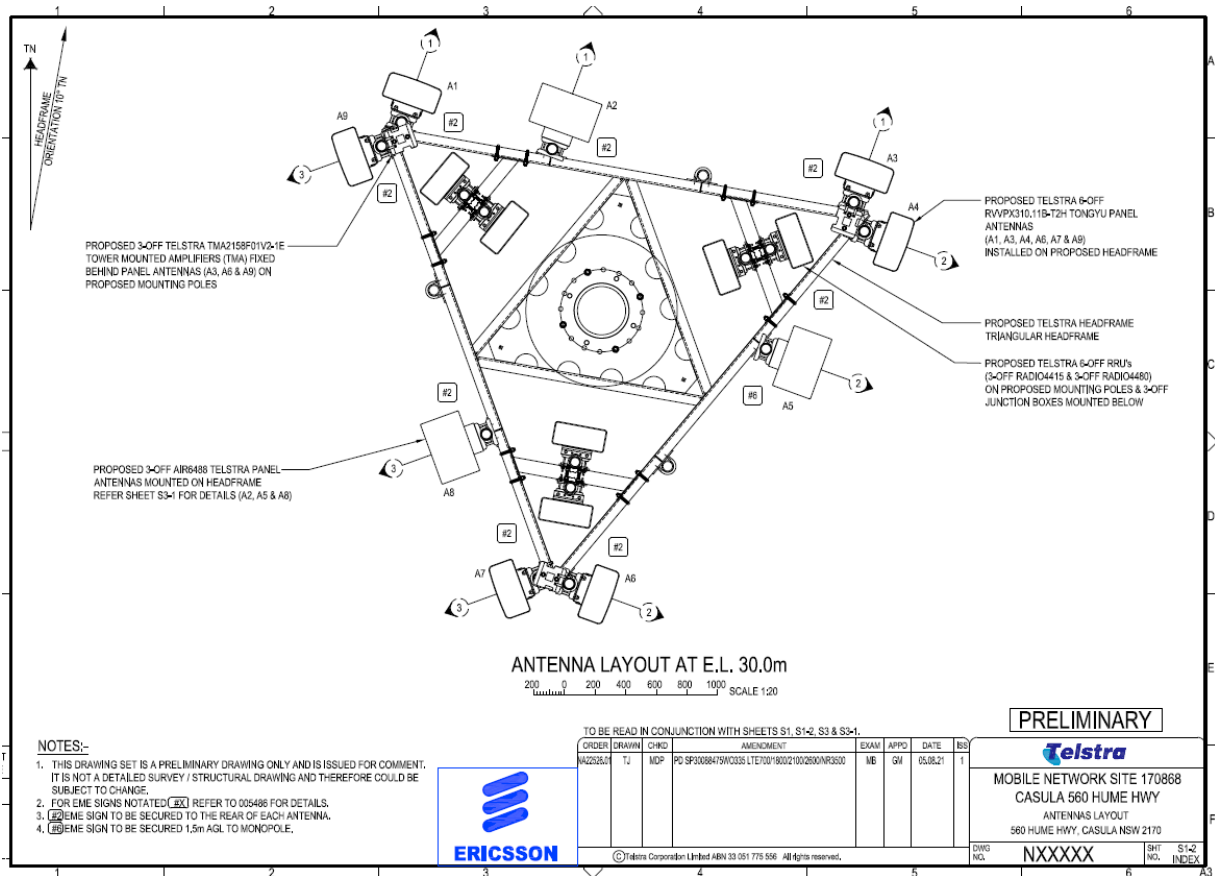 1 2 3 4 5 6
TN
HEADFRAME
ORIENTATION 10° TN
1
A1
1
A2
1
A3
A9
3
#2
#2
#2
#2
A4
2
PROPOSED TELSTRA 6-OFF
RVVPX310.11B-T2H TONGYU PANEL
ANTENNAS
(A1, A3, A4, A6, A7 & A9)
INSTALLED ON PROPOSED HEADFRAME
PROPOSED 3-OFF TELSTRA TMA2158F01V2-1E
TOWER MOUNTED AMPLIFIERS (TMA) FIXED
BEHIND PANEL ANTENNAS (A3, A6 & A9) ON
PROPOSED MOUNTING POLES
#2
PROPOSED TELSTRA HEADFRAME
TRIANGULAR HEADFRAME
PROPOSED TELSTRA 6-OFF RRU's
(3-OFF RADIO4415 & 3-OFF RADIO4480)
ON PROPOSED MOUNTING POLES & 3-OFF
JUNCTION BOXES MOUNTED BELOW
2
#6
A5
#2
PROPOSED 3-OFF AIR6488 TELSTRA PANEL
ANTENNAS MOUNTED ON HEADFRAME
REFER SHEET S3-1 FOR DETAILS (A2, A5 & A8)
3
A8
#2
#2
A7
A6
3
2
A
B
C
D
E
F
ANTENNA LAYOUT AT E.L. 30.0m
200 0 200 400 600 800 1000 SCALE 1:20
PRELIMINARY
NOTES:-
1. THIS DRAWING SET IS A PRELIMINARY DRAWING ONLY AND IS ISSUED FOR COMMENT.
IT IS NOT A DETAILED SURVEY / STRUCTURAL DRAWING AND THEREFORE COULD BE
SUBJECT TO CHANGE.
2. FOR EME SIGNS NOTATED #X REFER TO 005486 FOR DETAILS.
3. #2 EME SIGN TO BE SECURED TO THE REAR OF EACH ANTENNA.
4. #6 EME SIGN TO BE SECURED 1,5m AGL TO MONOPOLE.
ERICSSON
TO BE READ IN CONJUNCTION WITH SHEETS S1, S1-2, S3 & S3-1.
ORDER DRAWN CHKD AMENDMENT EXAM APPD DATE ISS
NA22526.01 TJ MDP PD SP30088475W0335 LTE700/1800/2100/2600/NR3500 MB GM 05.08.21 1
© Telstra Corporation Limited ABN 33 051 775 556 All rights reserved.
Telstra
MOBILE NETWORK SITE 170868
CASULA 560 HUME HWY
ANTENNAS LAYOUT
560 HUME HWY, CASULA NSW 2170
DWG NO. NXXXXX SHT NO. S1-2 INDEX
1 2 3 4 5 6 A3